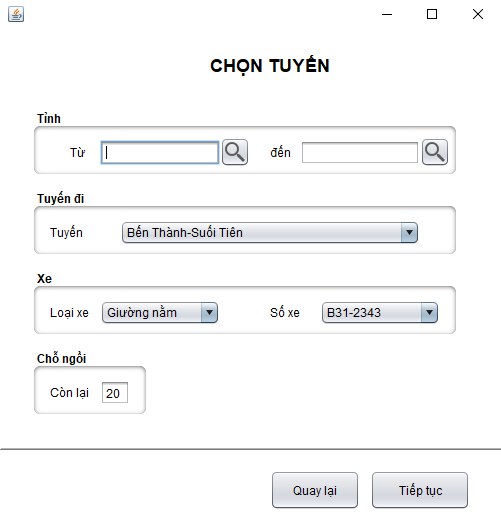 CHỌN TUYẾN
Tỉnh
Từ đến
Tuyến đi
Tuyến Bến Thành-Suối Tiên
Xe
Loại xe Giường nằm Số xe B31-2343
Chỗ ngồi
Còn lại 20
Quay lại Tiếp tục